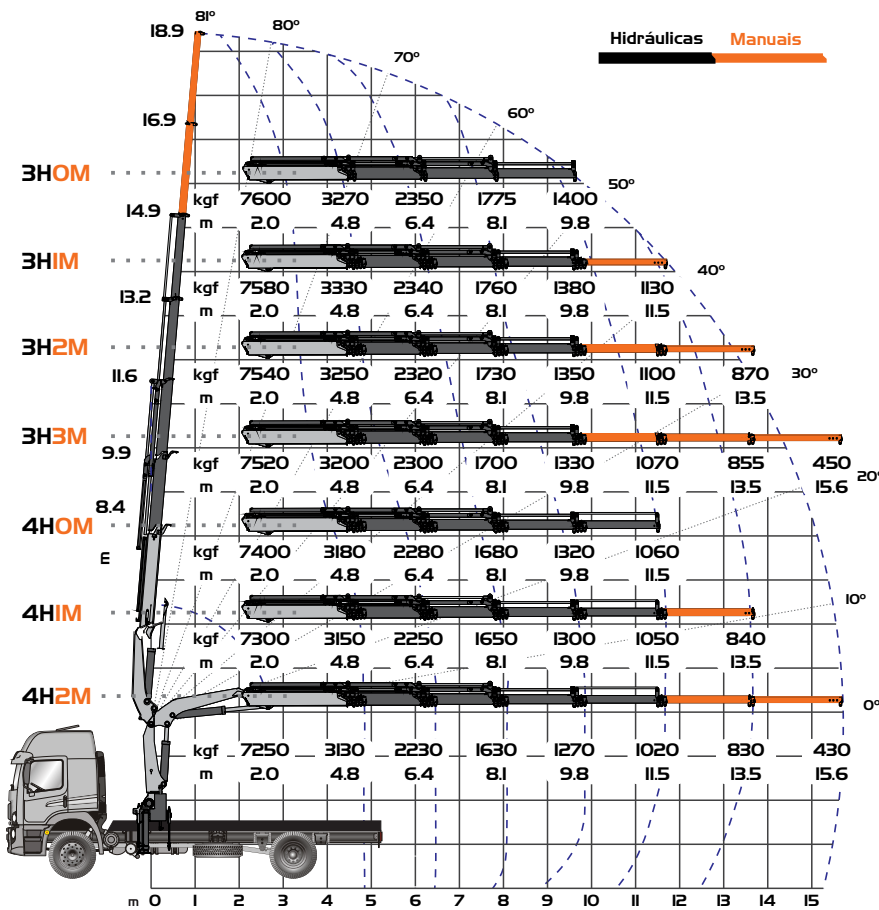 Hidráulicas Manuais
18.9 81º 80º
70º
16.9 60º
3H0M
kgf 7600 3270 2350 1775 1400
50º
m 2.0 4.8 6.4 8.1 9.8
14.9
3H1M
40º
kgf 7580 3330 2340 1760 1380 1130
13.2
m 2.0 4.8 6.4 8.1 9.8 11.5
3H2M
11.6
kgf 7540 3250 2320 1730 1350 1100 870
30º
m 2.0 4.8 6.4 8.1 9.8 11.5 13.5
3H3M
9.9
kgf 7520 3200 2300 1700 1330 1070 855 450
20º
m 2.0 4.8 6.4 8.1 9.8 11.5 13.5 15.6
8.4
4H0M
m
kgf 7400 3180 2280 1680 1320 1060
m 2.0 4.8 6.4 8.1 9.8 11.5
4H1M
10º
kgf 7300 3150 2250 1650 1300 1050 840
m 2.0 4.8 6.4 8.1 9.8 11.5 13.5
4H2M
0º
kgf 7250 3130 2230 1630 1270 1020 830 430
m 2.0 4.8 6.4 8.1 9.8 11.5 13.5 15.6
m 0 1 2 3 4 5 6 7 8 9 10 11 12 13 14 15